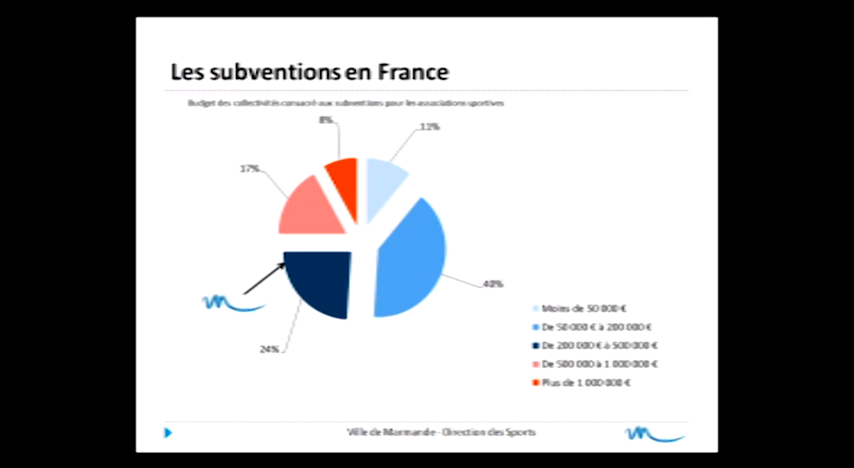 Les subventions en France
Budget des collectivités consacré aux subventions pour les associations sportives
8%
11%
17%
40%
24%
Moins de 50 000 €
De 50 000 € à 200 000 €
De 200 000 € à 500 000 €
De 500 000 à 1 000 000 €
Plus de 1 000 000 €
Ville de Marmande - Direction des Sports